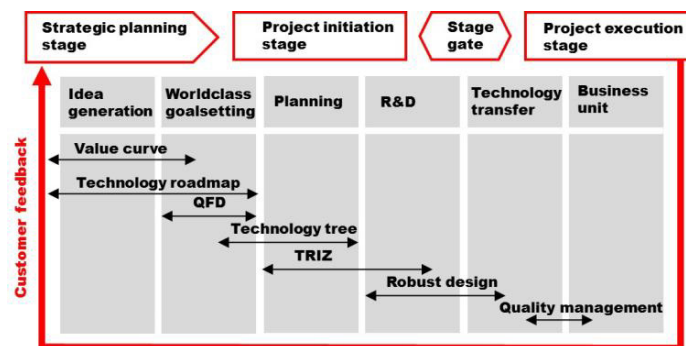 Strategic planning
stage
Project initiation
stage
Stage
gate
Project execution
stage
Idea
generation
Worldclass
goalsetting
Planning
R&D
Technology
transfer
Business
unit
Value curve
Technology roadmap
QFD
Technology tree
TRIZ
Robust design
Quality management
Customer feedback